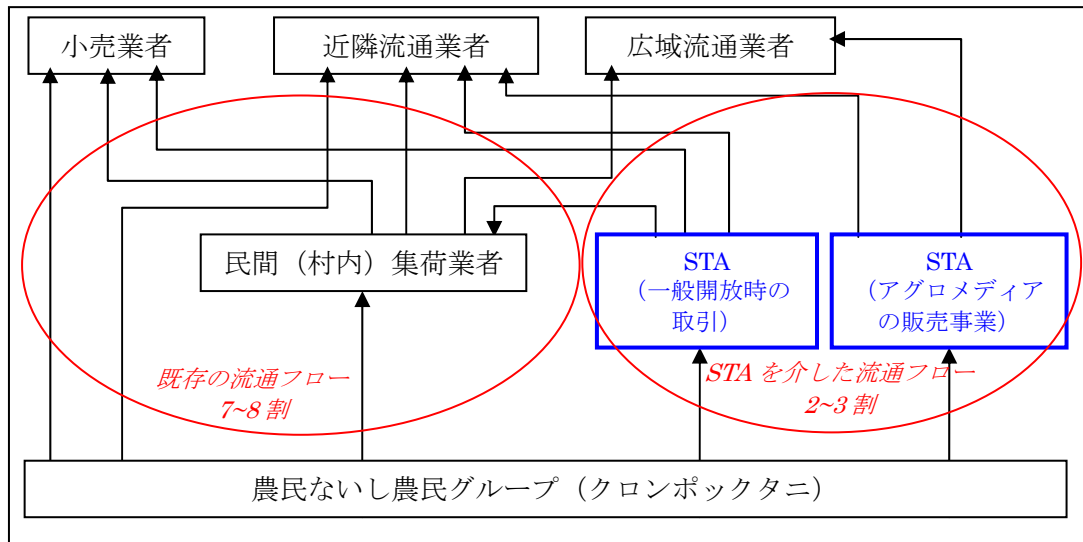 小売業者
近隣流通業者
広域流通業者
民間（村内）集荷業者
STA
（一般開放時の
取引）
STA
（アグロメディア
の販売事業）
既存の流通フロー
7~8 割
STA を介した流通フロー
2~3 割
農民ないし農民グループ（クロンポックタニ）